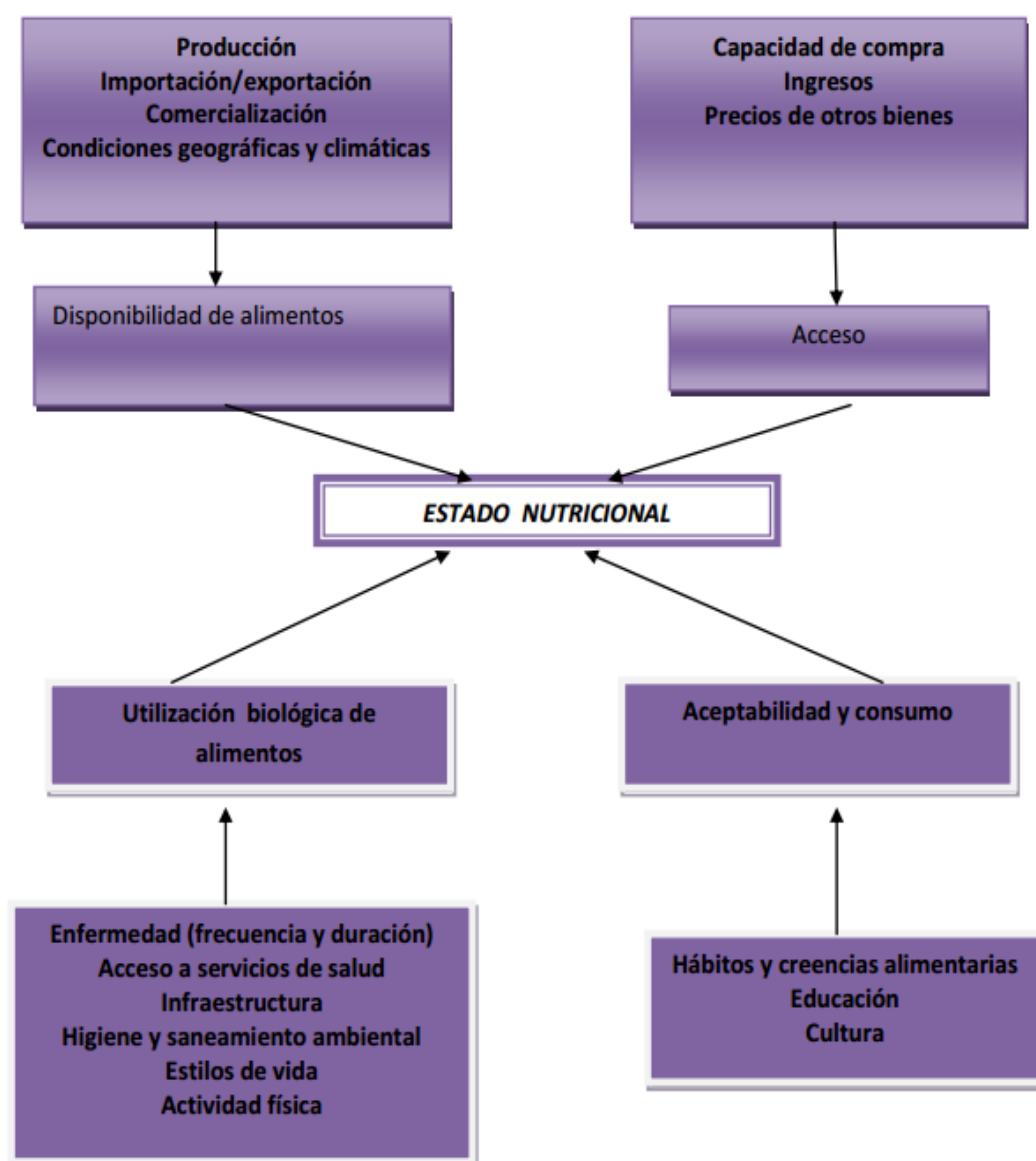 Producción
Importación/exportación
Comercialización
Condiciones geográficas y climáticas
Capacidad de compra
Ingresos
Precios de otros bienes
Disponibilidad de alimentos
Acceso
ESTADO NUTRICIONAL
Utilización biológica de
alimentos
Aceptabilidad y consumo
Enfermedad (frecuencia y duración)
Acceso a servicios de salud
Infraestructura
Higiene y saneamiento ambiental
Estilos de vida
Actividad física
Hábitos y creencias alimentarias
Educación
Cultura